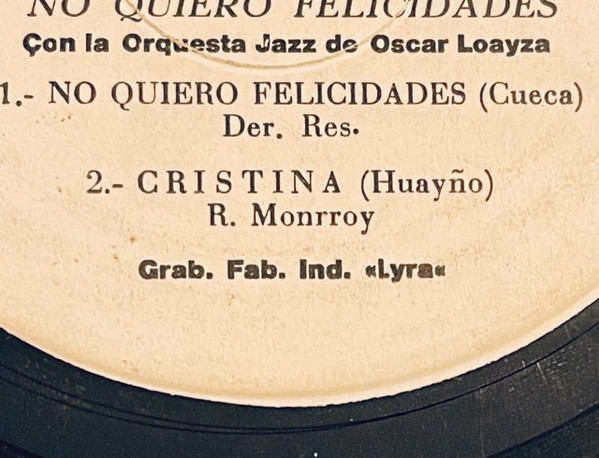 NO QUIERO FELICIDADES
Con la Orquesta Jazz de Oscar Loayza
1.- NO QUIERO FELICIDADES (Cueca)
Der. Res.
2.- CRISTINA (Huayño)
R. Monrroy
Grab. Fab. Ind. «Lyra«